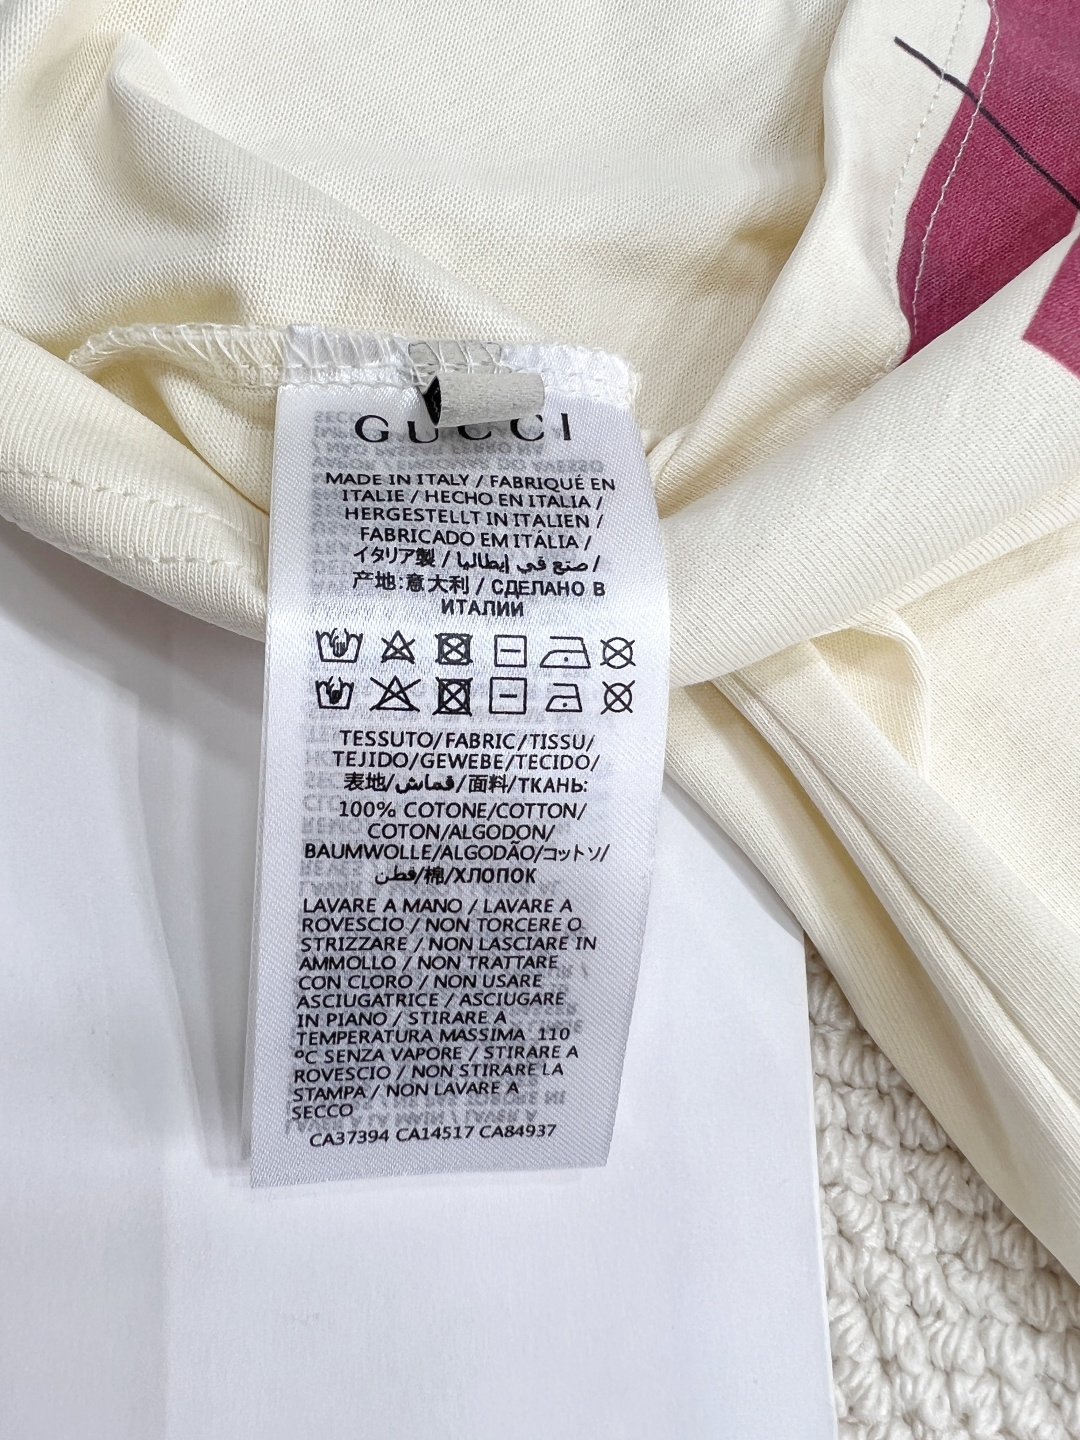 GUCCI
MADE IN ITALY / FABRIQUÉ EN
ITALIE / HECHO EN ITALIA /
HERGESTELLT IN ITALIEN /
FABRICADO EM ITÁLIA /
イタリア製 / صنع في إيطاليا /
产地:意大利 / СДЕЛАНО В
ИТАЛИИ
TESSUTO/FABRIC/TISSU/
TEJIDO/GEWEBE/TECIDO/
表地/قماش/面料/ТКАНЬ:
100% COTONE/COTTON/
COTON/ALGODON/
BAUMWOLLE/ALGODÃO/コットソ/
قطن/棉/ХЛОПОК
LAVARE A MANO / LAVARE A
ROVESCIO / NON TORCERE O
STRIZZARE / NON LASCIARE IN
AMMOLLO / NON TRATTARE
CON CLORO / NON USARE
ASCIUGATRICE / ASCIUGARE
IN PIANO / STIRARE A
TEMPERATURA MASSIMA 110
°C SENZA VAPORE / STIRARE A
ROVESCIO / NON STIRARE LA
STAMPA / NON LAVARE A
SECCO
CA37394 CA14517 CA84937